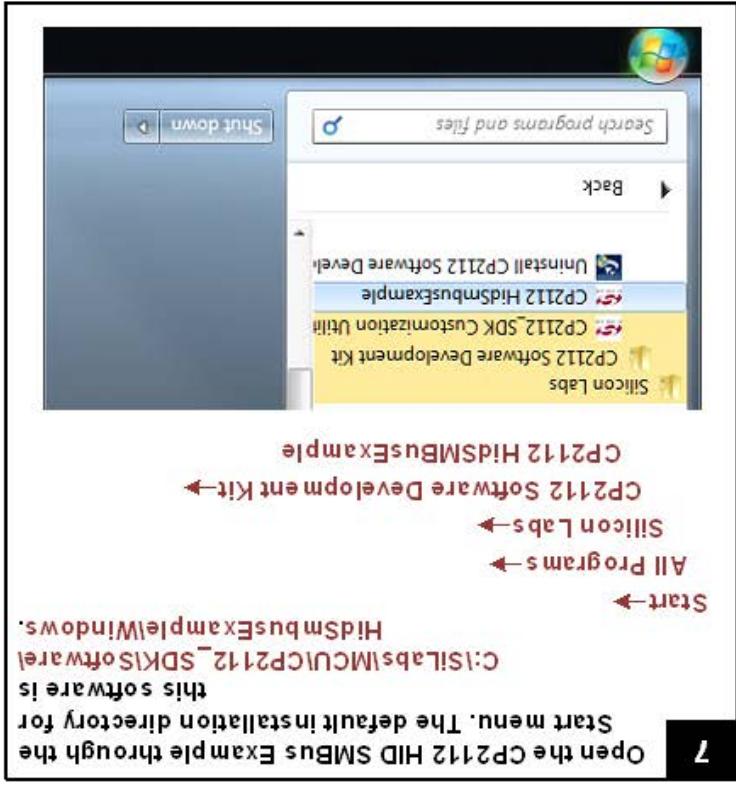 7
Open the CP2112 HID SMBus Example through the
Start menu. The default installation directory for
this software is
C:\SiLabs\MCU\CP2112_SDK\Software\
HidSmbusExample\Windows.
Start→
All Programs→
Silicon Labs→
CP2112 Software Development Kit→
CP2112 HidSMBusExample
Silicon Labs
CP2112 Software Development Kit
CP2112_SDK Customization Utili
CP2112 HidSmbusExample
Uninstall CP2112 Software Develo
Back
Search programs and files
Shut down